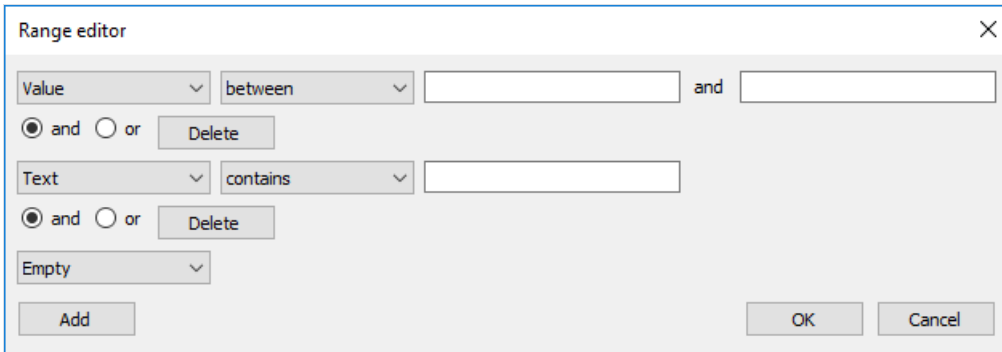 Range editor
Value between and
and or Delete
Text contains
and or Delete
Empty
Add OK Cancel